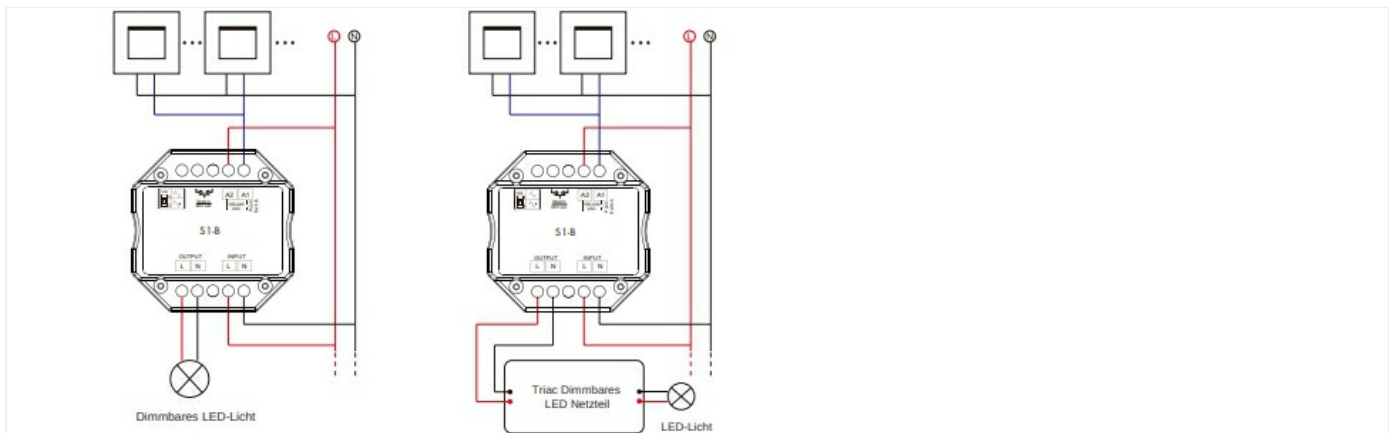 L N
L N
A2 A1
A2 A1
S1-B
S1-B
OUTPUT INPUT
L N L N
OUTPUT INPUT
L N L N
Triac Dimmbares
LED Netzteil
Dimmbares LED-Licht
LED-Licht